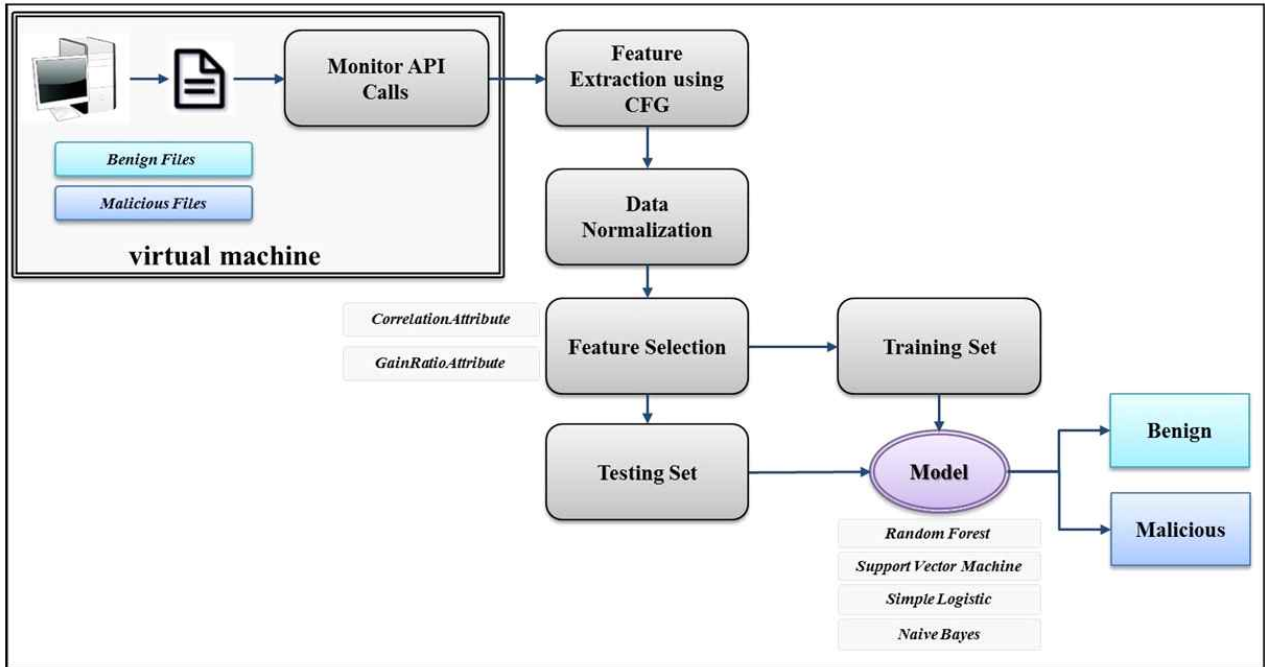 Monitor API
Calls
Feature
Extraction using
CFG
Benign Files
Malicious Files
virtual machine
Data
Normalization
CorrelationAttribute
GainRatioAttribute
Feature Selection
Training Set
Testing Set
Model
Benign
Malicious
Random Forest
Support Vector Machine
Simple Logistic
Naive Bayes